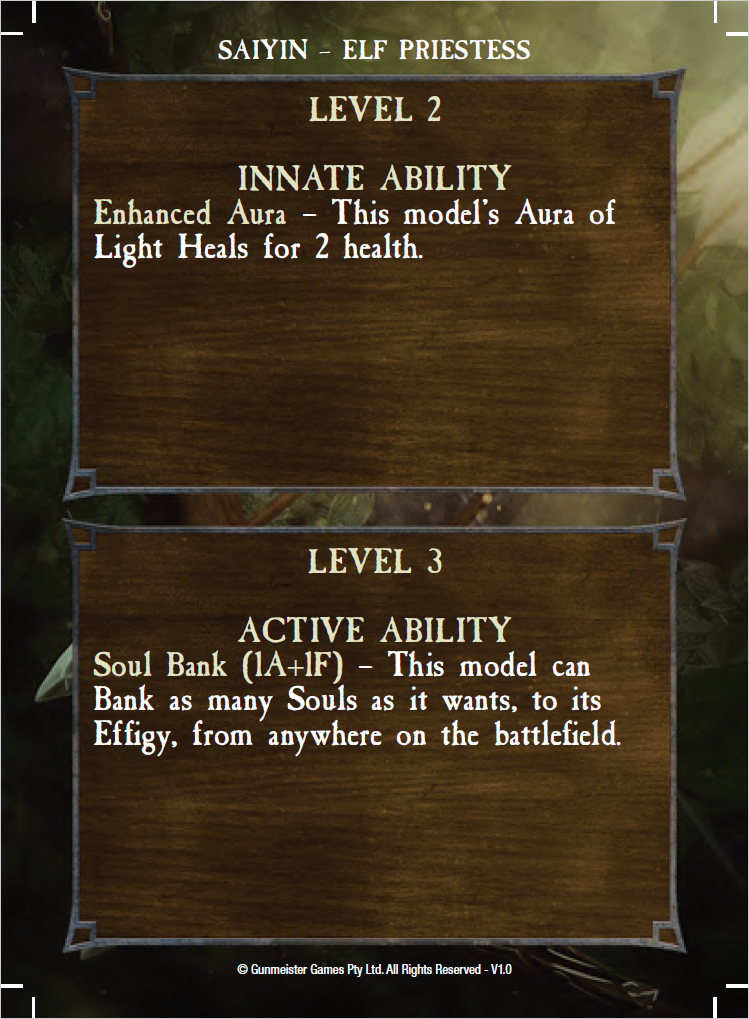 SAIYIN – ELF PRIESTESS
LEVEL 2
INNATE ABILITY
Enhanced Aura – This model's Aura of
Light Heals for 2 health.
LEVEL 3
ACTIVE ABILITY
Soul Bank (1A+1F) – This model can
Bank as many Souls as it wants, to its
Effigy, from anywhere on the battlefield.
© Gunmeister Games Pty Ltd. All Rights Reserved - V1.0